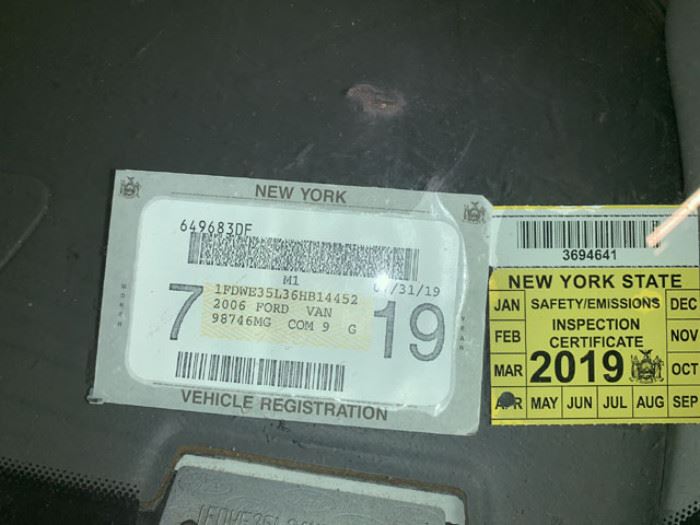 NEW YORK
649683DF
M1 07/31/19
1FDWE35L36HB14452
2006 FORD VAN
98746MG COM 9 G
7 19
MONTH
YEAR
VEHICLE REGISTRATION
3694641
NEW YORK STATE
JAN SAFETY/EMISSIONS DEC
FEB INSPECTION CERTIFICATE NOV
MAR 2019 OCT
APR MAY JUN JUL AUG SEP